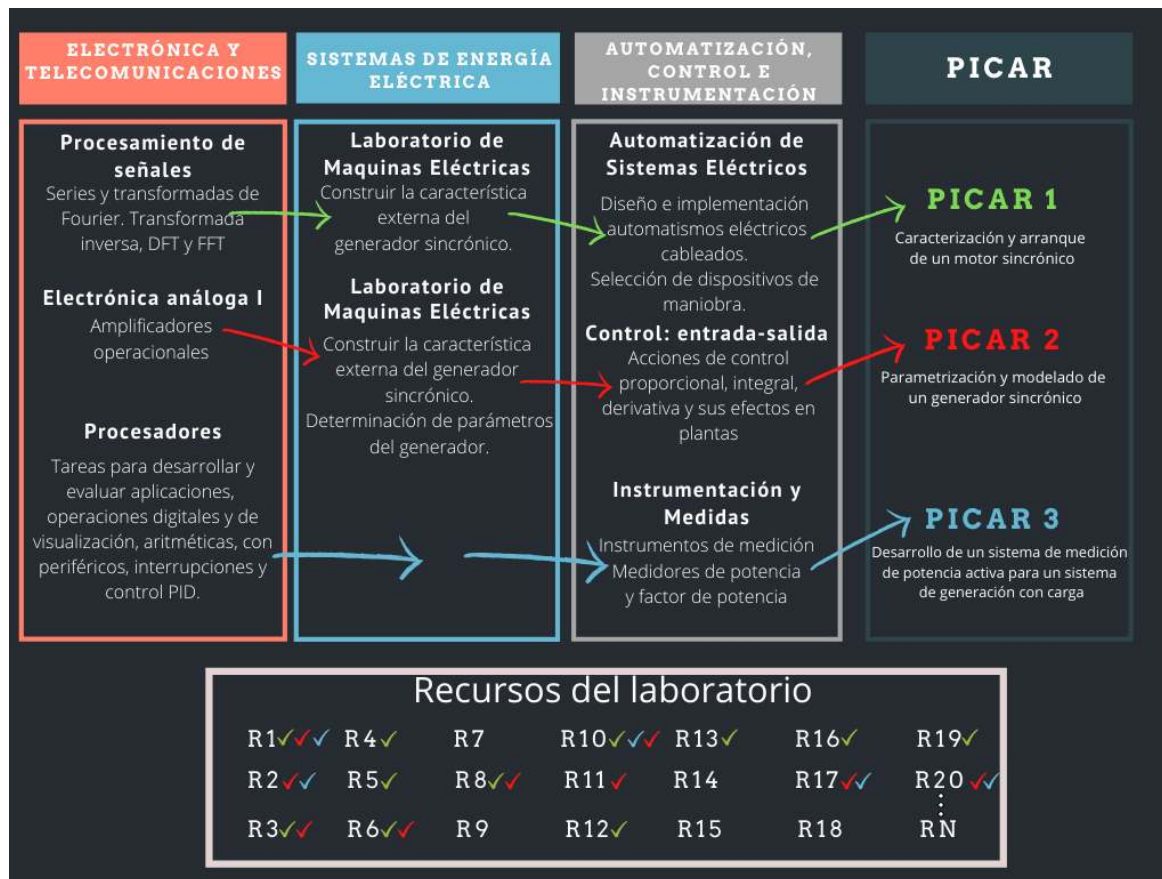 ELECTRÓNICA Y
TELECOMUNICACIONES
SISTEMAS DE ENERGÍA
ELÉCTRICA
AUTOMATIZACIÓN,
CONTROL E
INSTRUMENTACIÓN
PICAR
Procesamiento de
señales
Series y transformadas de
Fourier. Transformada
inversa, DFT y FFT
Electrónica análoga I
Amplificadores
operacionales
Procesadores
Tareas para desarrollar y
evaluar aplicaciones,
operaciones digitales y de
visualización, aritméticas, con
periféricos, interrupciones y
control PID.
Laboratorio de
Maquinas Eléctricas
Construir la característica
externa del
generador sincrónico.
Laboratorio de
Maquinas Eléctricas
Construir la característica
externa del generador
sincrónico.
Determinación de parámetros
del generador.
Automatización de
Sistemas Eléctricos
Diseño e implementación
automatismos eléctricos
cableados.
Selección de dispositivos de
maniobra.
Control: entrada-salida
Acciones de control
proporcional, integral,
derivativa y sus efectos en
plantas
Instrumentación y
Medidas
Instrumentos de medición
Medidores de potencia
y factor de potencia
PICAR 1
Caracterización y arranque
de un motor sincrónico
PICAR 2
Parametrización y modelado de
un generador sincrónico
PICAR 3
Desarrollo de un sistema de medición
de potencia activa para un sistema
de generación con carga
Recursos del laboratorio
R1✓✓✓ R4✓ R7 R10✓✓✓ R13✓ R16✓ R19✓
R2✓✓ R5✓ R8✓✓ R11✓ R14 R17✓✓ R20✓✓
R3✓✓ R6✓✓ R9 R12✓ R15 R18 RN